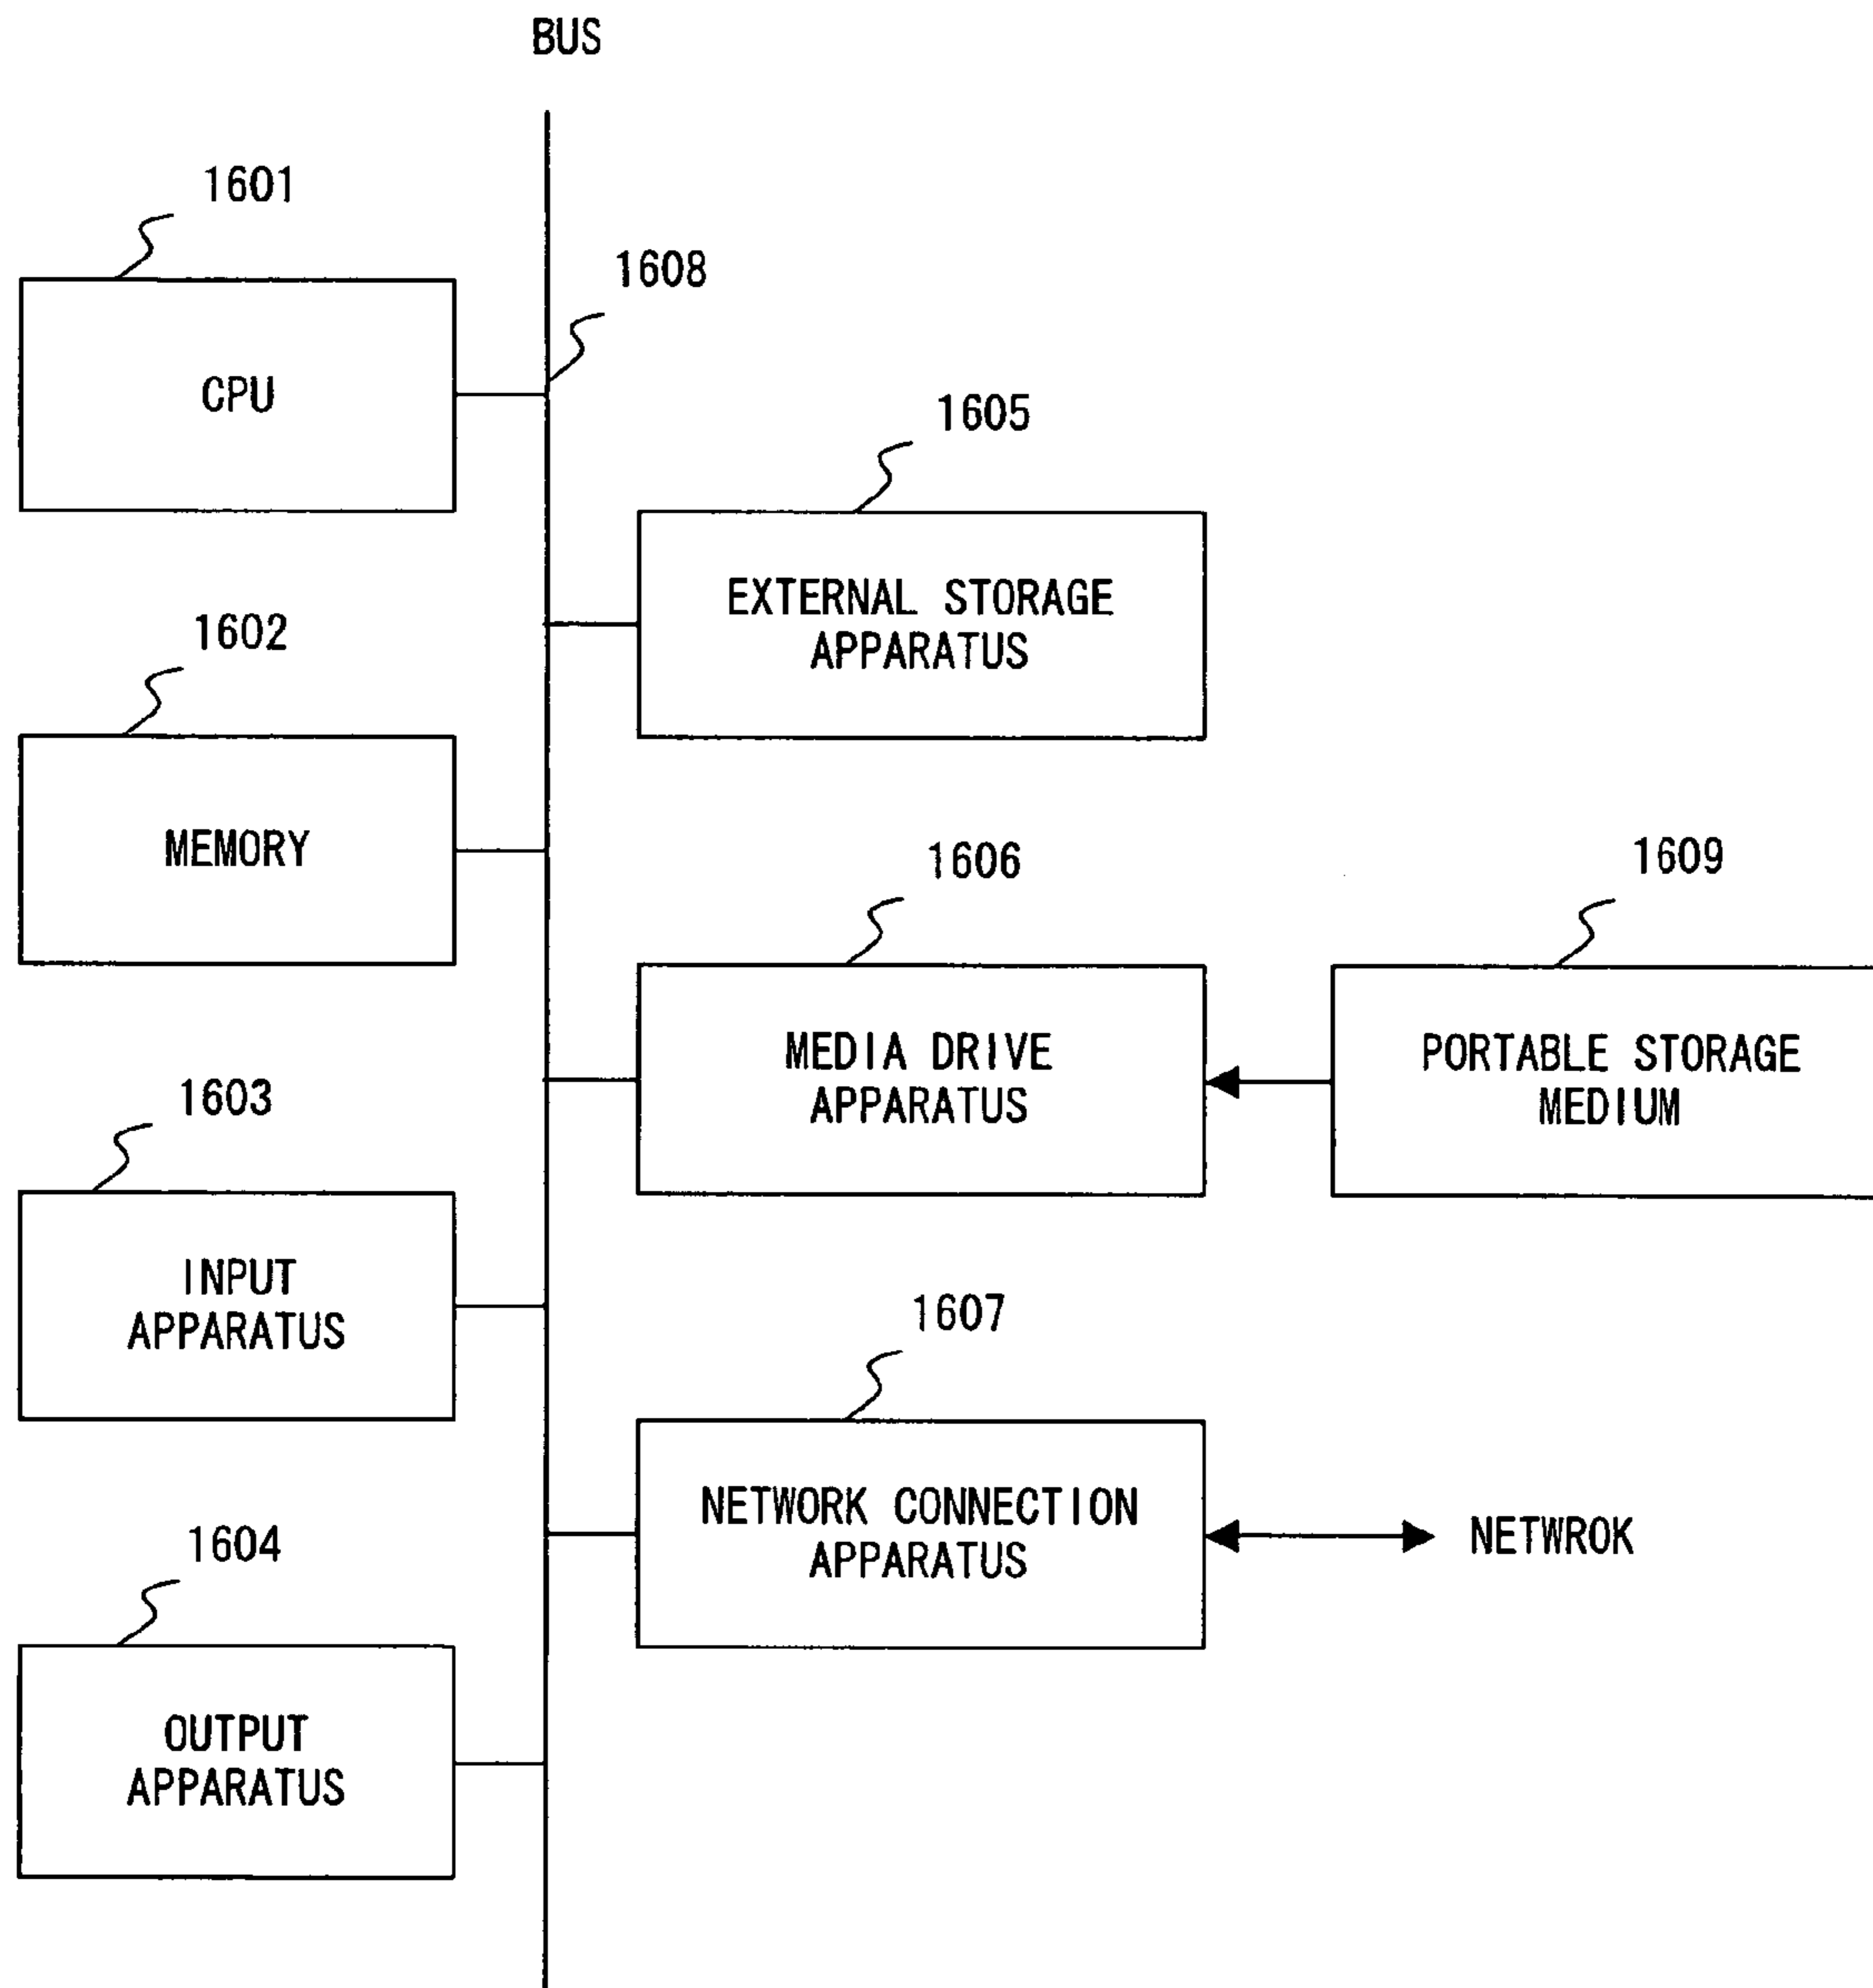 BUS
1601
1608
CPU
1605
EXTERNAL STORAGE
APPARATUS
1602
MEMORY
1606
1609
MEDIA DRIVE
APPARATUS
PORTABLE STORAGE
MEDIUM
1603
INPUT
APPARATUS
1607
NETWORK CONNECTION
APPARATUS
NETWROK
1604
OUTPUT
APPARATUS